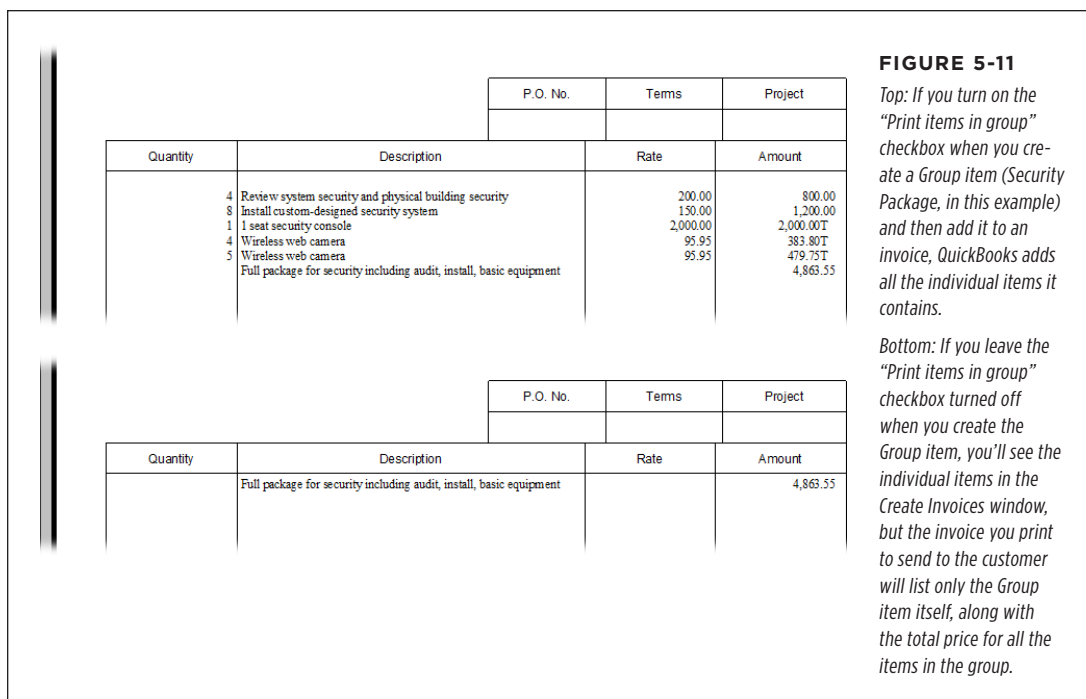 P.O. No. Terms Project
Quantity Description Rate Amount
4 Review system security and physical building security 200.00 800.00
8 Install custom-designed security system 150.00 1,200.00
1 1 seat security console 2,000.00 2,000.00T
4 Wireless web camera 95.95 383.80T
5 Wireless web camera 95.95 479.75T
Full package for security including audit, install, basic equipment 4,863.55
P.O. No. Terms Project
Quantity Description Rate Amount
Full package for security including audit, install, basic equipment 4,863.55
FIGURE 5-11
Top: If you turn on the
“Print items in group”
checkbox when you cre-
ate a Group item (Security
Package, in this example)
and then add it to an
invoice, QuickBooks adds
all the individual items it
contains.
Bottom: If you leave the
“Print items in group”
checkbox turned off
when you create the
Group item, you’ll see the
individual items in the
Create Invoices window,
but the invoice you print
to send to the customer
will list only the Group
item itself, along with
the total price for all the
items in the group.